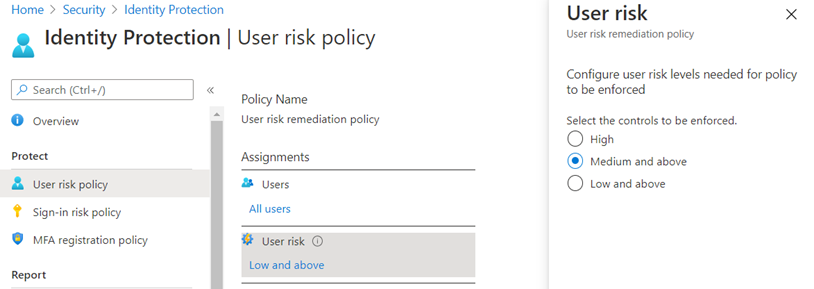 Home > Security > Identity Protection
Identity Protection | User risk policy
Search (Ctrl+/)
«
Overview
Protect
User risk policy
Sign-in risk policy
MFA registration policy
Report
Policy Name
User risk remediation policy
Assignments
Users
All users
User risk
Low and above
User risk
User risk remediation policy
Configure user risk levels needed for policy
to be enforced
Select the controls to be enforced.
High
Medium and above
Low and above